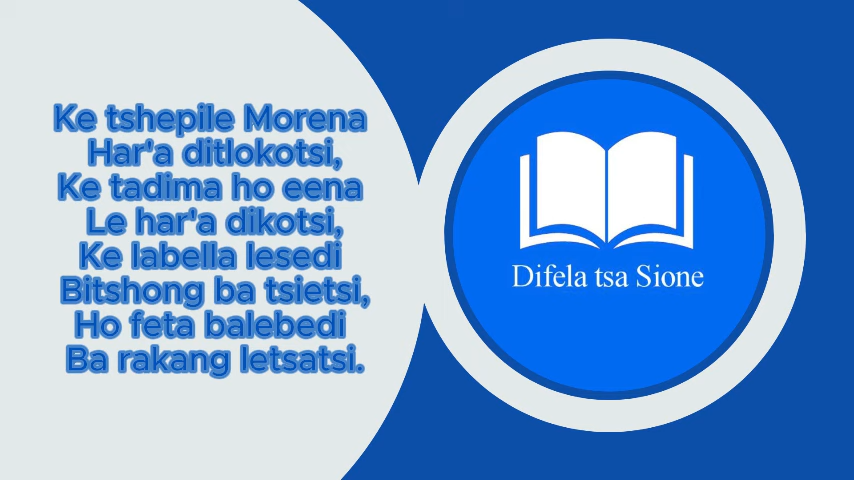 Ke tshepile Morena
Har'a ditlokotsi,
Ke tadima ho eena
Le har'a dikotsi,
Ke labella lesedi
Bitshong ba tsietsi,
Ho feta balebedi
Ba rakang letsatsi.
Difela tsa Sione